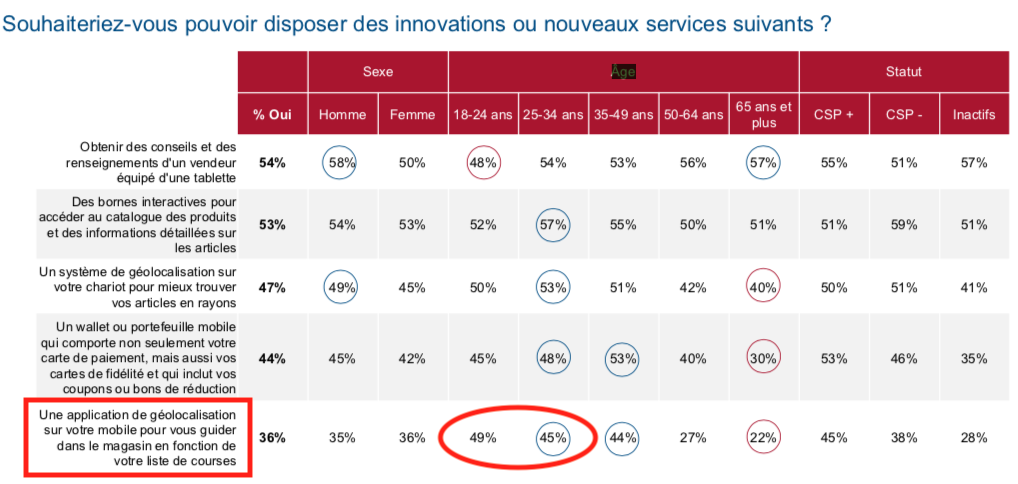 Souhaiteriez-vous pouvoir disposer des innovations ou nouveaux services suivants ?
Sexe Âge Statut
% Oui Homme Femme 18-24 ans 25-34 ans 35-49 ans 50-64 ans 65 ans et plus CSP + CSP - Inactifs
Obtenir des conseils et des
renseignements d'un vendeur
équipé d'une tablette
54% 58% 50% 48% 54% 53% 56% 57% 55% 51% 57%
Des bornes interactives pour
accéder au catalogue des produits
et des informations détaillées sur
les articles
53% 54% 53% 52% 57% 55% 50% 51% 51% 59% 51%
Un système de géolocalisation sur
votre chariot pour mieux trouver
vos articles en rayons
47% 49% 45% 50% 53% 51% 42% 40% 50% 51% 41%
Un wallet ou portefeuille mobile
qui comporte non seulement votre
carte de paiement, mais aussi vos
cartes de fidélité et qui inclut vos
coupons ou bons de réduction
44% 45% 42% 45% 48% 53% 40% 30% 53% 46% 35%
Une application de géolocalisation
sur votre mobile pour vous guider
dans le magasin en fonction de
votre liste de courses
36% 35% 36% 49% 45% 44% 27% 22% 45% 38% 28%